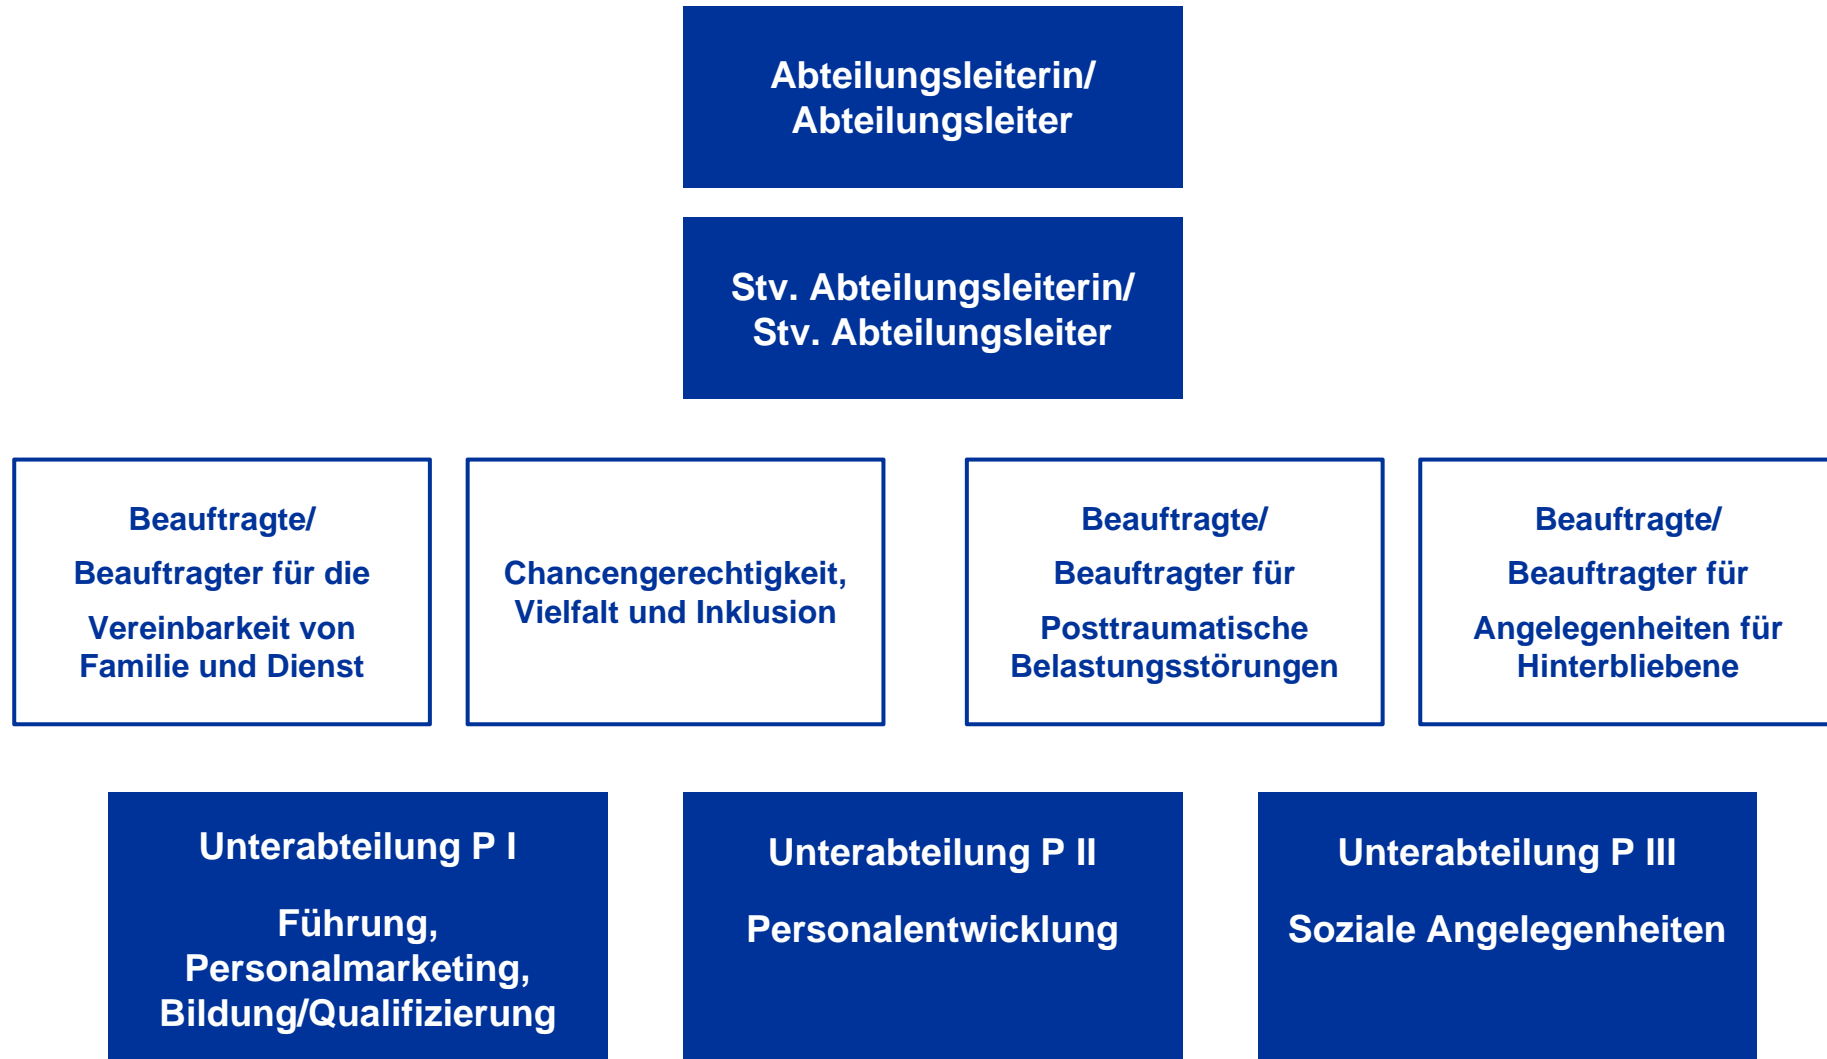 Abteilungsleiterin/
Abteilungsleiter
Stv. Abteilungsleiterin/
Stv. Abteilungsleiter
Beauftragte/
Beauftragter für die
Vereinbarkeit von
Familie und Dienst
Chancengerechtigkeit,
Vielfalt und Inklusion
Beauftragte/
Beauftragter für
Posttraumatische
Belastungsstörungen
Beauftragte/
Beauftragter für
Angelegenheiten für
Hinterbliebene
Unterabteilung P I
Führung,
Personalmarketing,
Bildung/Qualifizierung
Unterabteilung P II
Personalentwicklung
Unterabteilung P III
Soziale Angelegenheiten